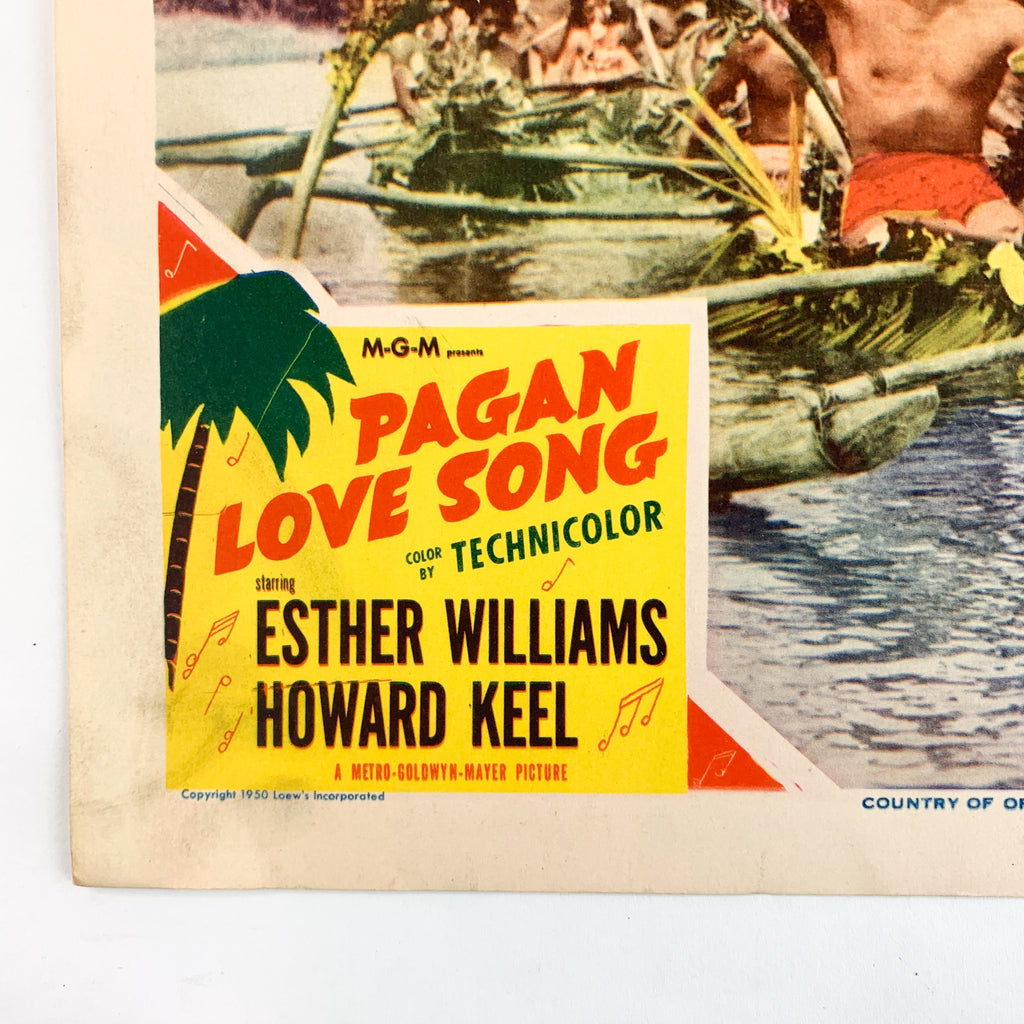 M-G-M presents
PAGAN
LOVE SONG
COLOR BY TECHNICOLOR
starring
ESTHER WILLIAMS
HOWARD KEEL
A METRO-GOLDWYN-MAYER PICTURE
Copyright 1950 Loew's Incorporated
COUNTRY OF